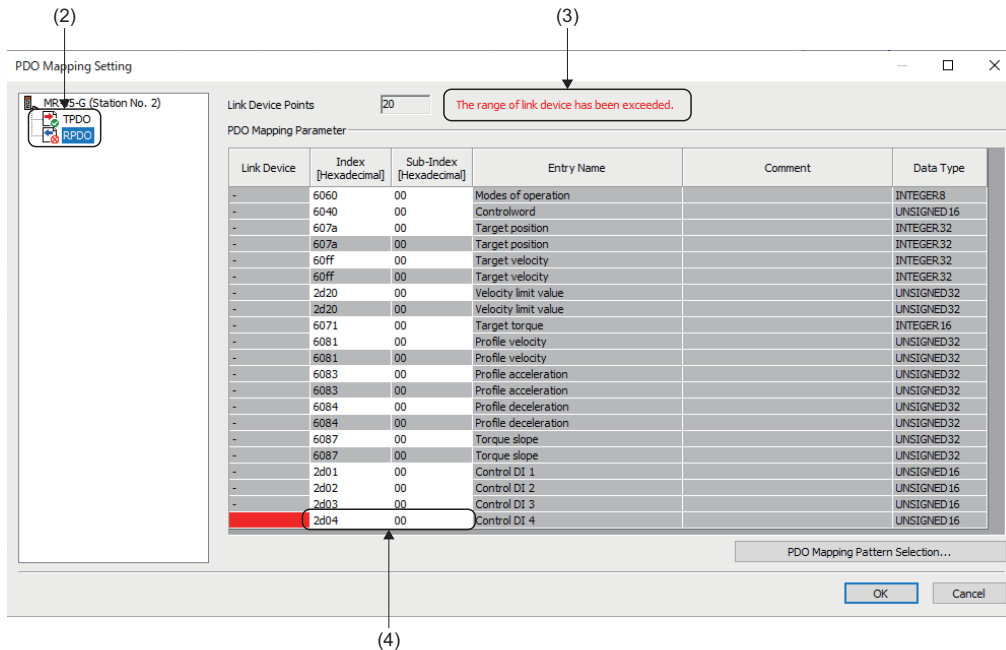 (2)
(3)
PDO Mapping Setting
MR-J5-G (Station No. 2)
TPDO
RPDO
Link Device Points
20
The range of link device has been exceeded.
PDO Mapping Parameter
Link Device Index [Hexadecimal] Sub-Index [Hexadecimal] Entry Name Comment Data Type
- 6060 00 Modes of operation INTEGER8
- 6040 00 Controlword UNSIGNED16
- 607a 00 Target position INTEGER32
- 607a 00 Target position INTEGER32
- 60ff 00 Target velocity INTEGER32
- 60ff 00 Target velocity INTEGER32
- 2d20 00 Velocity limit value UNSIGNED32
- 2d20 00 Velocity limit value UNSIGNED32
- 6071 00 Target torque INTEGER16
- 6081 00 Profile velocity UNSIGNED32
- 6081 00 Profile velocity UNSIGNED32
- 6083 00 Profile acceleration UNSIGNED32
- 6083 00 Profile acceleration UNSIGNED32
- 6084 00 Profile deceleration UNSIGNED32
- 6084 00 Profile deceleration UNSIGNED32
- 6087 00 Torque slope UNSIGNED32
- 6087 00 Torque slope UNSIGNED32
- 2d01 00 Control DI 1 UNSIGNED16
- 2d02 00 Control DI 2 UNSIGNED16
- 2d03 00 Control DI 3 UNSIGNED16
2d04 00 Control DI 4 UNSIGNED16
PDO Mapping Pattern Selection...
OK
Cancel
(4)